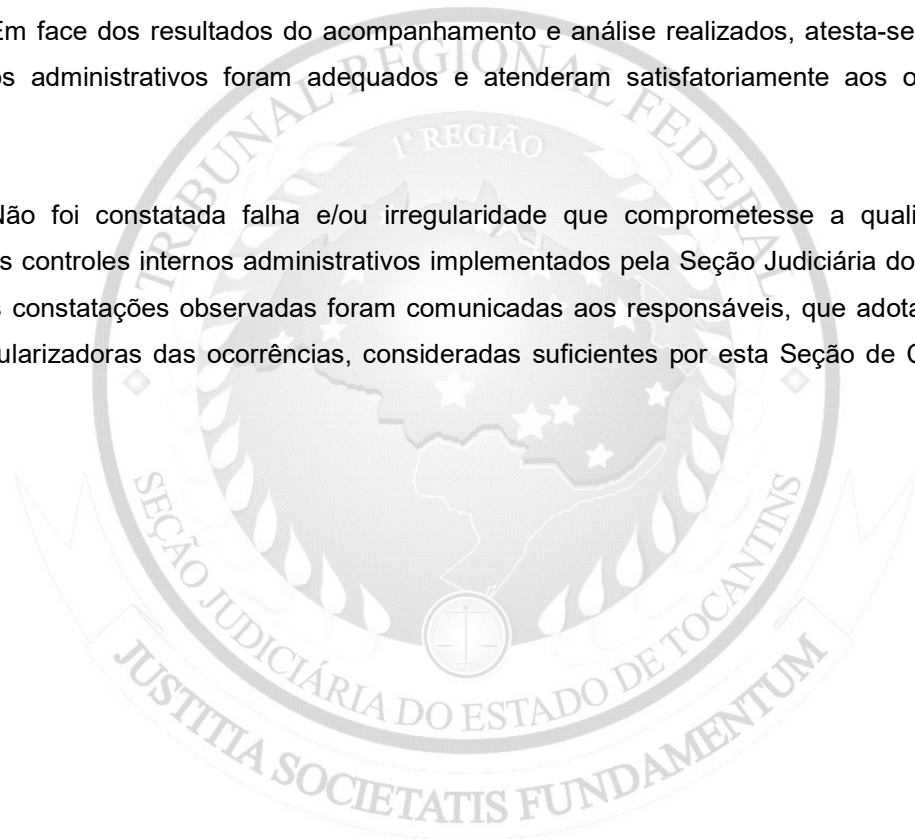 Em face dos resultados do acompanhamento e análise realizados, atesta-se
os administrativos foram adequados e atenderam satisfatoriamente aos o
Não foi constatada falha e/ou irregularidade que comprometesse a quali
s controles internos administrativos implementados pela Seção Judiciária do
s constatações observadas foram comunicadas aos responsáveis, que adota
ularizadoras das ocorrências, consideradas suficientes por esta Seção de C
TRIBUNAL REGIONAL FEDERAL
1ª REGIÃO
SEÇÃO JUDICIÁRIA DO ESTADO DE TOCANTINS
JUSTITIA SOCIETATIS FUNDAMENTUM